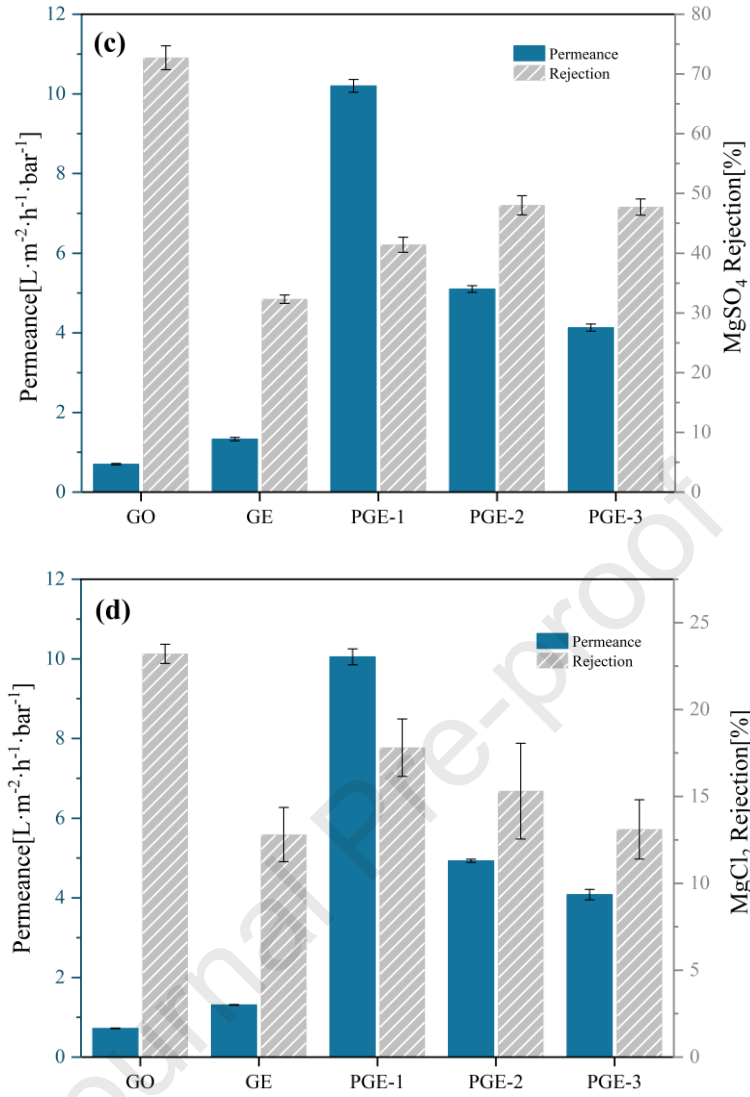 (c)
Permeance
Rejection
Permeance[L·m⁻²·h⁻¹·bar⁻¹]
MgSO₄ Rejection[%]
12
10
8
6
4
2
0
80
70
60
50
40
30
20
10
0
GO GE PGE-1 PGE-2 PGE-3
(d)
Permeance
Rejection
Permeance[L·m⁻²·h⁻¹·bar⁻¹]
MgCl₂ Rejection[%]
12
10
8
6
4
2
0
25
20
15
10
5
0
GO GE PGE-1 PGE-2 PGE-3
ournal Pre-proof